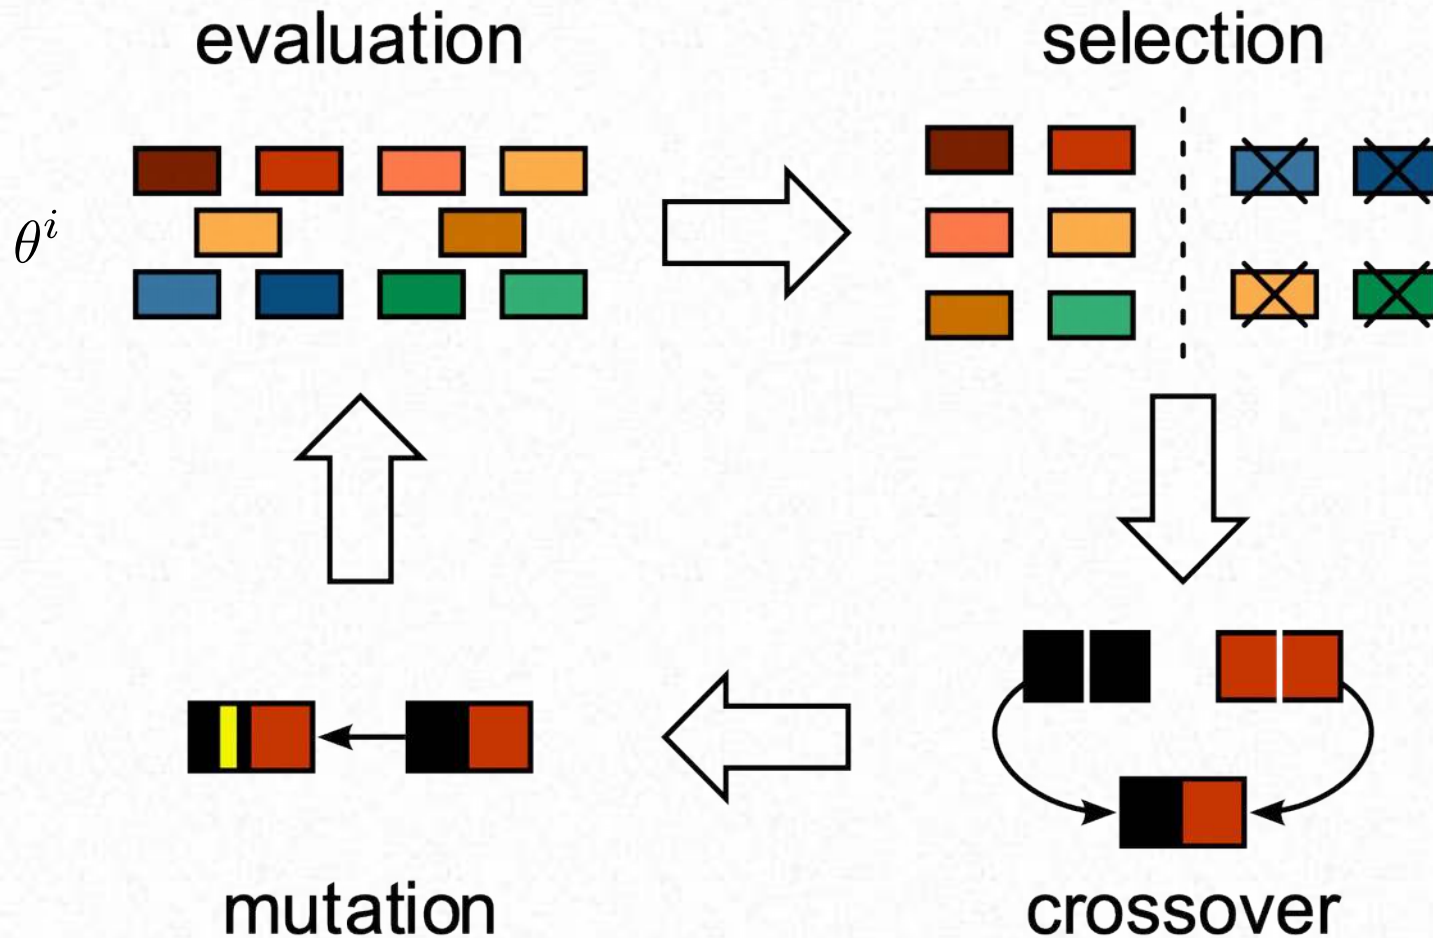 evaluation
selection
θ^i
mutation
crossover